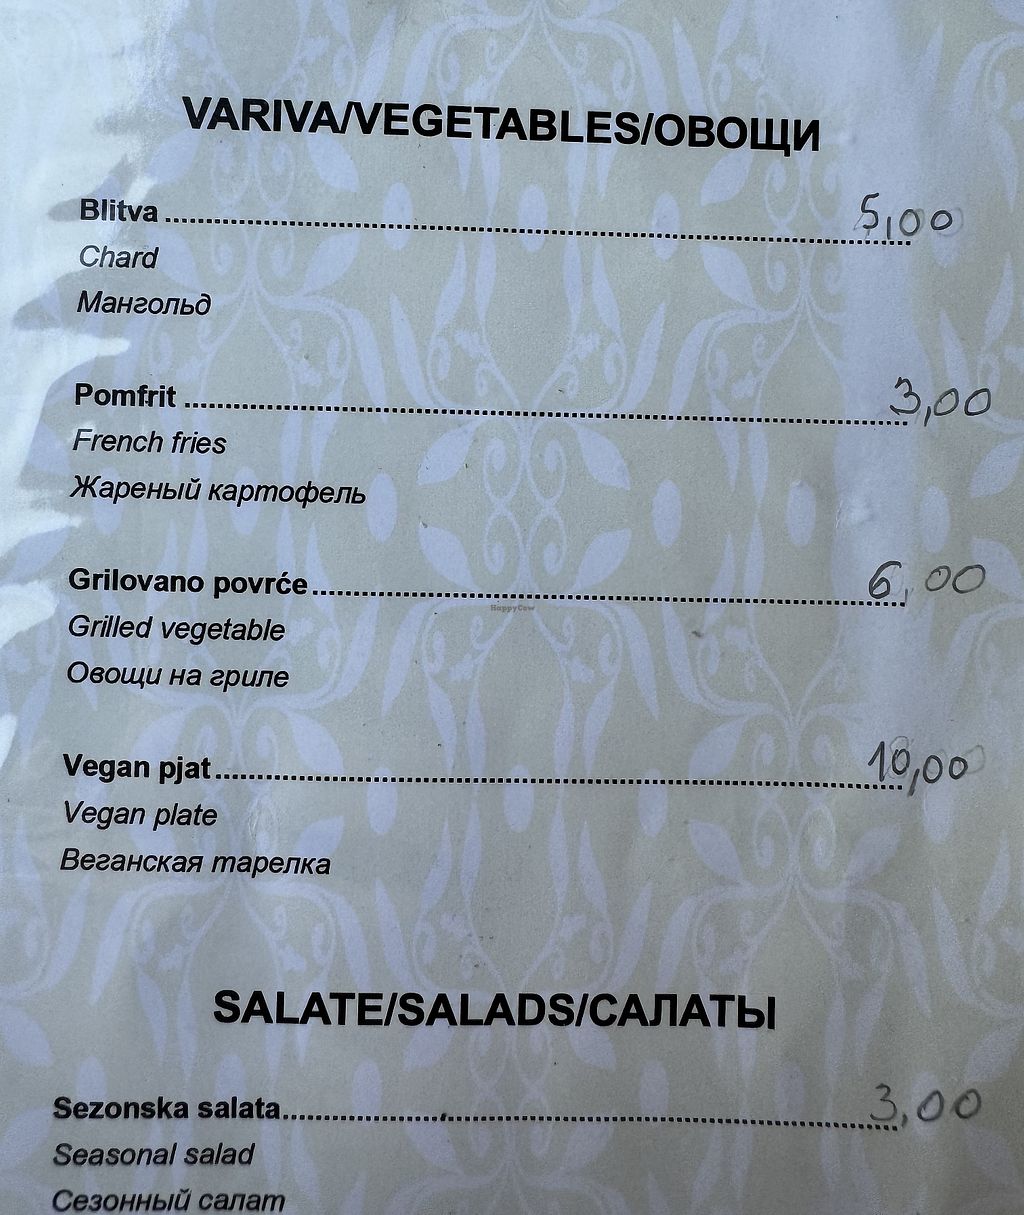 VARIVA/VEGETABLES/ОВОЩИ
Blitva 5,00
Chard
Мангольд
Pomfrit 3,00
French fries
Жареный картофель
Grilovano povrće 6,00
Grilled vegetable
Овощи на гриле
HappyCow
Vegan pjat 10,00
Vegan plate
Веганская тарелка
SALATE/SALADS/САЛАТЫ
Sezonska salata 3,00
Seasonal salad
Сезонный салат